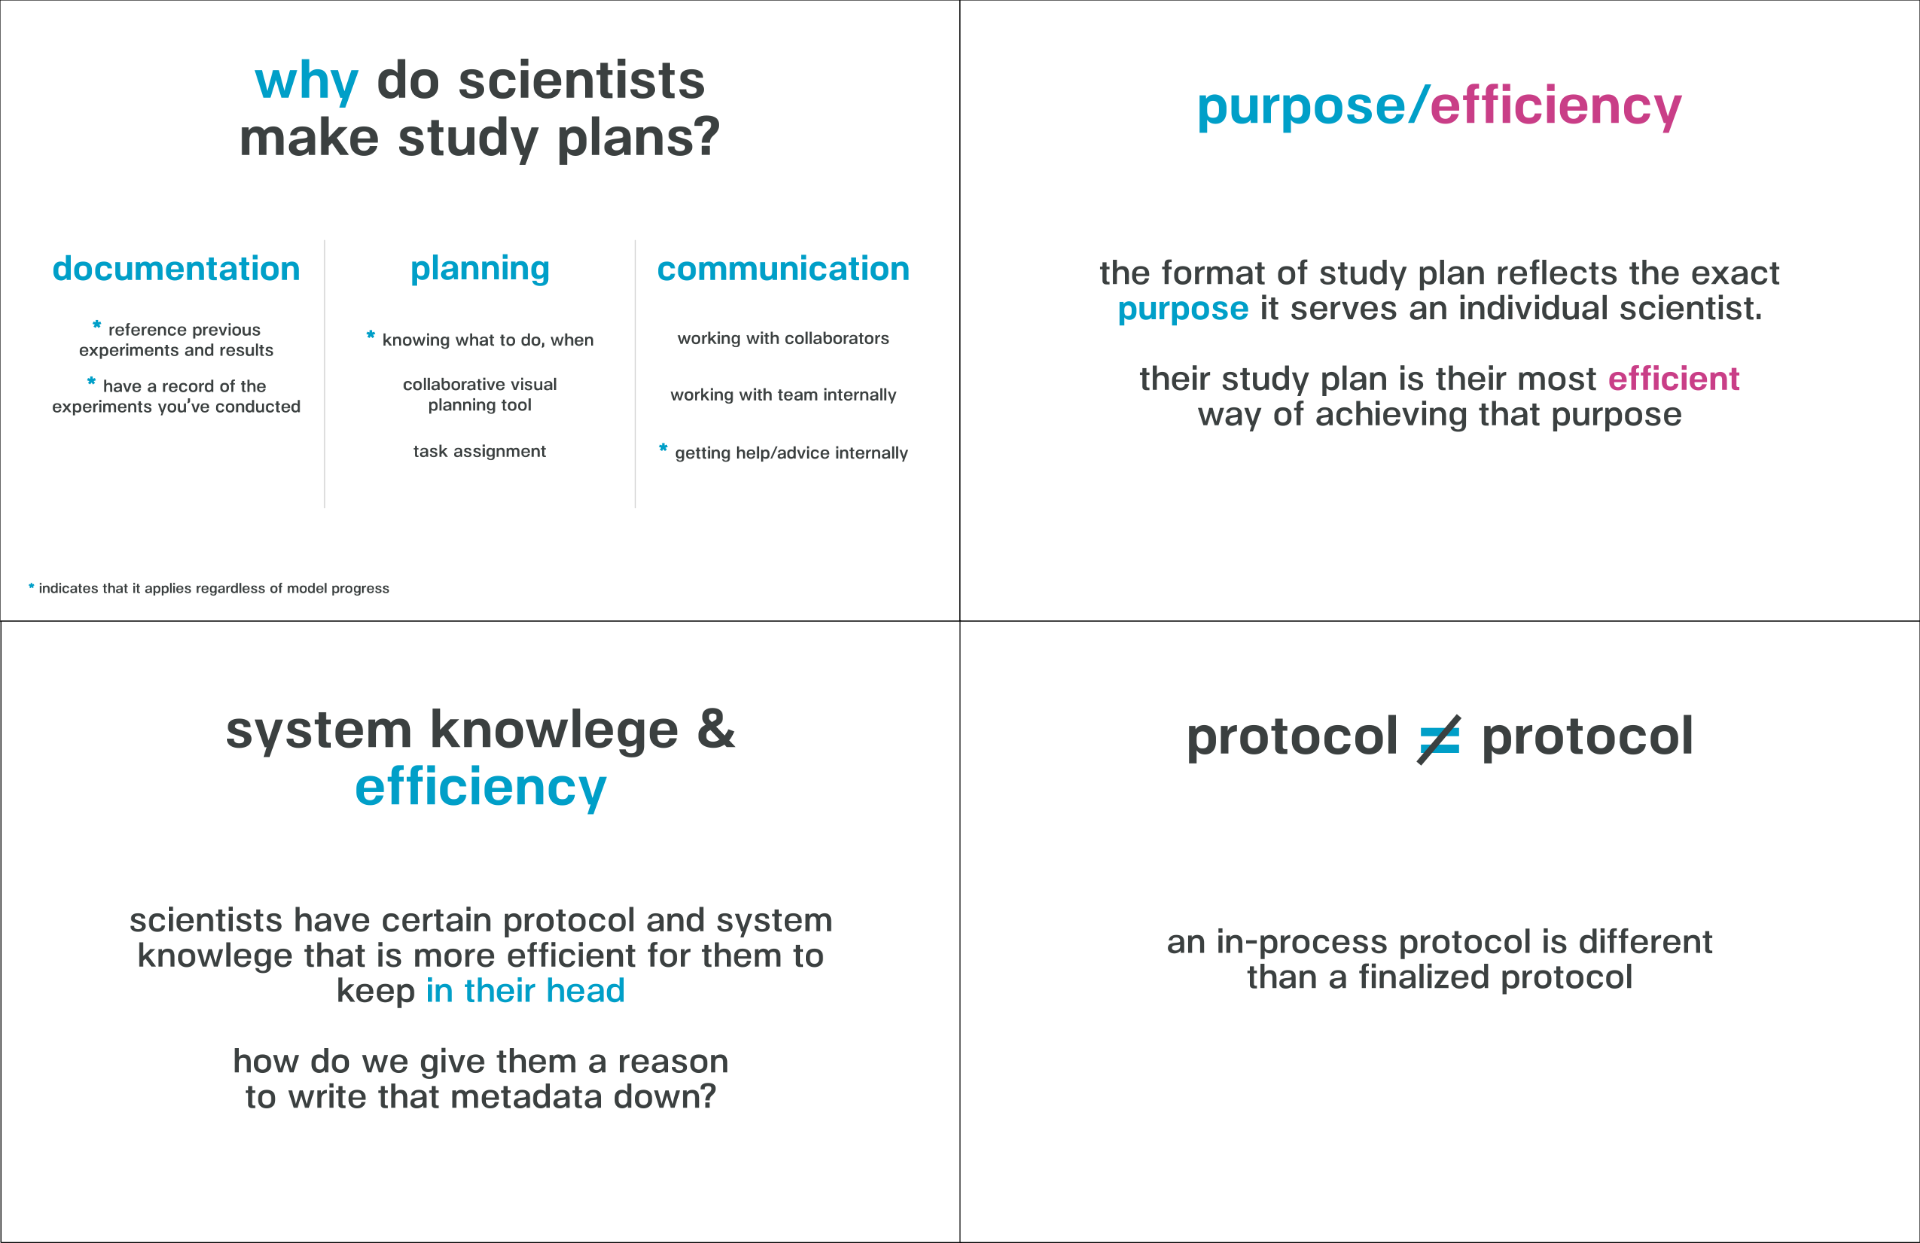 why do scientists
make study plans?
documentation
* reference previous
experiments and results
* have a record of the
experiments you've conducted
planning
* knowing what to do, when
collaborative visual
planning tool
task assignment
communication
working with collaborators
working with team internally
* getting help/advice internally
* indicates that it applies regardless of model progress
purpose/efficiency
the format of study plan reflects the exact
purpose it serves an individual scientist.
their study plan is their most efficient
way of achieving that purpose
system knowlege &
efficiency
scientists have certain protocol and system
knowlege that is more efficient for them to
keep in their head
how do we give them a reason
to write that metadata down?
protocol ≠ protocol
an in-process protocol is different
than a finalized protocol